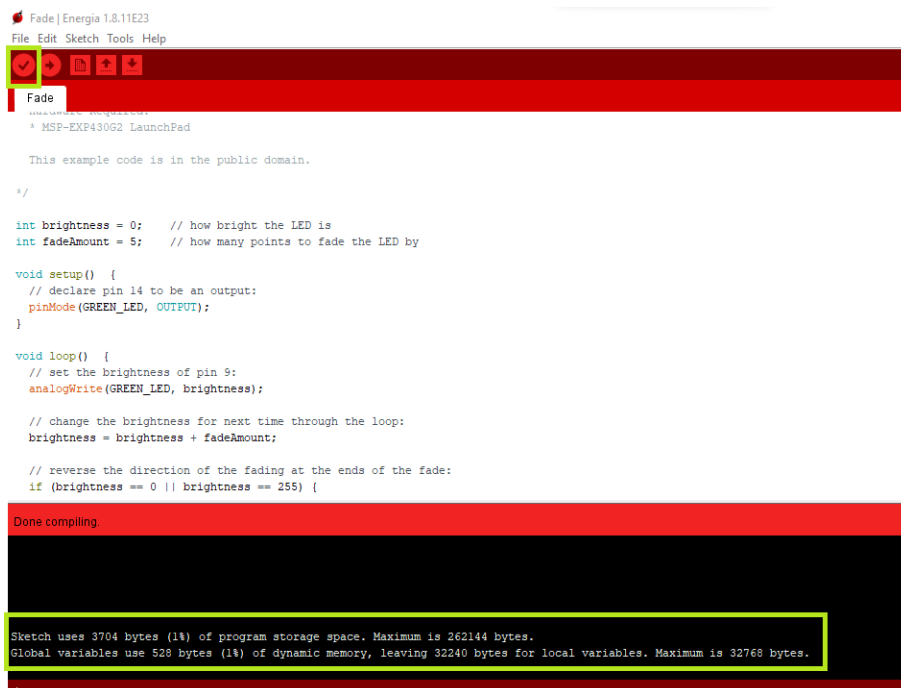 Fade | Energia 1.8.11E23
File Edit Sketch Tools Help
Fade
Hardware Required:
* MSP-EXP430G2 LaunchPad
This example code is in the public domain.
*/
int brightness = 0;    // how bright the LED is
int fadeAmount = 5;    // how many points to fade the LED by
void setup()  {
// declare pin 14 to be an output:
pinMode(GREEN_LED, OUTPUT);
}
void loop()  {
// set the brightness of pin 9:
analogWrite(GREEN_LED, brightness);
// change the brightness for next time through the loop:
brightness = brightness + fadeAmount;
// reverse the direction of the fading at the ends of the fade:
if (brightness == 0 || brightness == 255) {
Done compiling.
Sketch uses 3704 bytes (1%) of program storage space. Maximum is 262144 bytes.
Global variables use 528 bytes (1%) of dynamic memory, leaving 32240 bytes for local variables. Maximum is 32768 bytes.